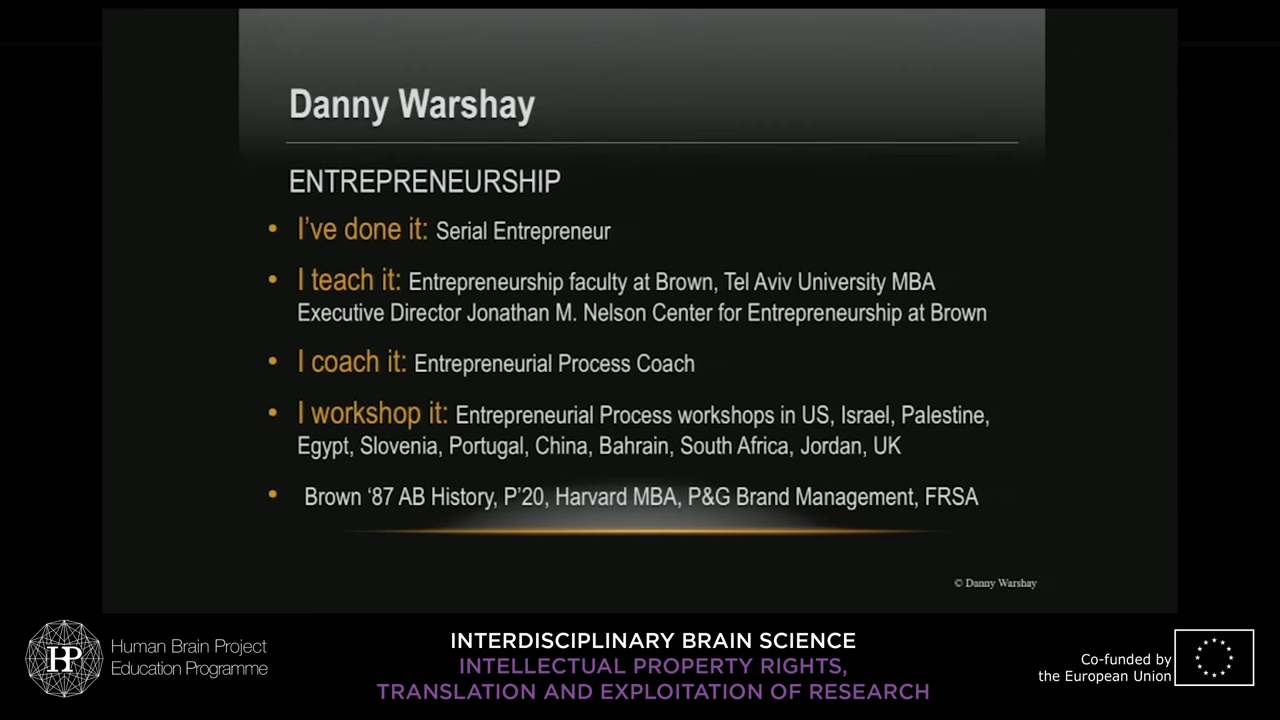 Danny Warshay
ENTREPRENEURSHIP
• I’ve done it: Serial Entrepreneur
• I teach it: Entrepreneurship faculty at Brown, Tel Aviv University MBA
Executive Director Jonathan M. Nelson Center for Entrepreneurship at Brown
• I coach it: Entrepreneurial Process Coach
• I workshop it: Entrepreneurial Process workshops in US, Israel, Palestine,
Egypt, Slovenia, Portugal, China, Bahrain, South Africa, Jordan, UK
• Brown ‘87 AB History, P’20, Harvard MBA, P&G Brand Management, FRSA
© Danny Warshay
HBP
Human Brain Project
Education Programme
INTERDISCIPLINARY BRAIN SCIENCE
INTELLECTUAL PROPERTY RIGHTS,
TRANSLATION AND EXPLOITATION OF RESEARCH
Co-funded by
the European Union